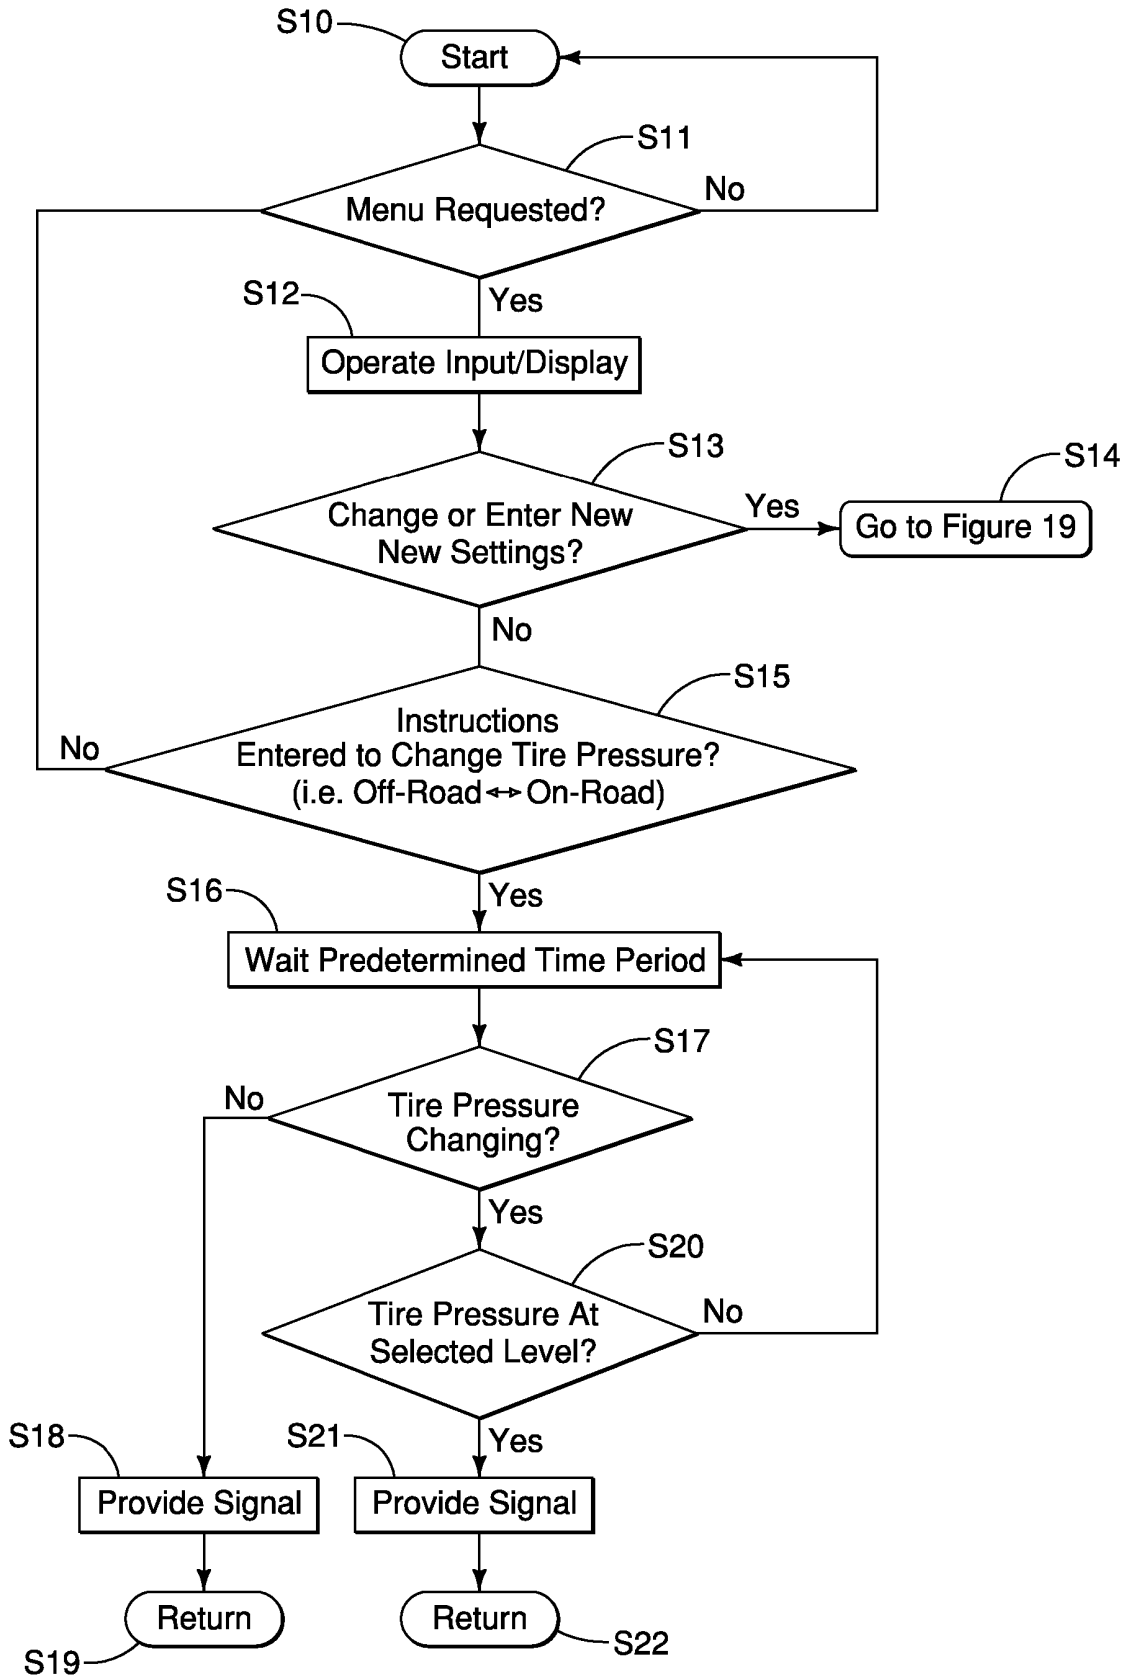 S10
Start
S11
Menu Requested?
No
S12
Yes
Operate Input/Display
S13
S14
Change or Enter New
New Settings?
Yes
Go to Figure 19
No
S15
Instructions
Entered to Change Tire Pressure?
(i.e. Off-Road↔On-Road)
No
S16
Yes
Wait Predetermined Time Period
S17
No
Tire Pressure
Changing?
Yes
S20
Tire Pressure At
Selected Level?
No
S18
S21
Yes
Provide Signal
Provide Signal
Return
Return
S19
S22